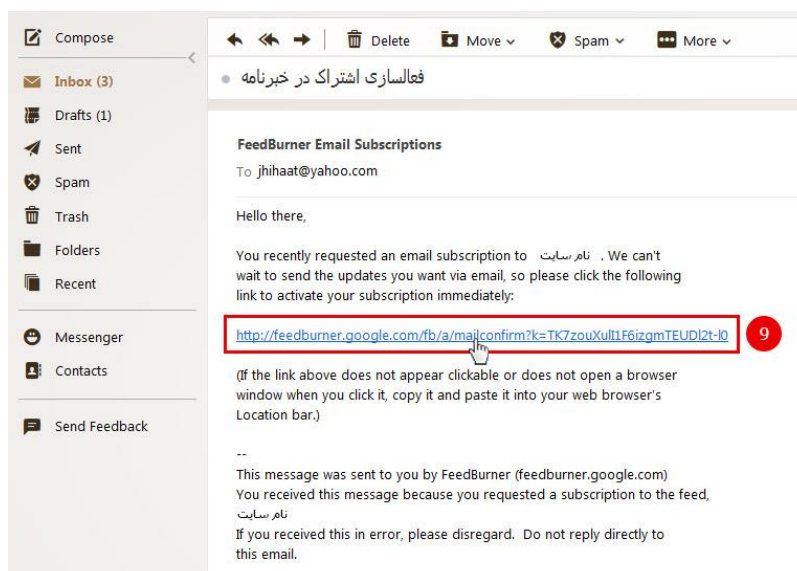 Compose
Delete
Move
Spam
More
Inbox (3)
فعالسازی اشتراک در خبرنامه
Drafts (1)
Sent
Spam
Trash
Folders
Recent
Messenger
Contacts
Send Feedback
FeedBurner Email Subscriptions
To jhihaat@yahoo.com
Hello there,
You recently requested an email subscription to نام سایت . We can't
wait to send the updates you want via email, so please click the following
link to activate your subscription immediately:
http://feedburner.google.com/fb/a/mailconfirm?k=TK7zouXulI1F6izgmTEUDl2t-l0
9
(If the link above does not appear clickable or does not open a browser
window when you click it, copy it and paste it into your web browser's
Location bar.)
--
This message was sent to you by FeedBurner (feedburner.google.com)
You received this message because you requested a subscription to the feed,
نام سایت
If you received this in error, please disregard. Do not reply directly to
this email.